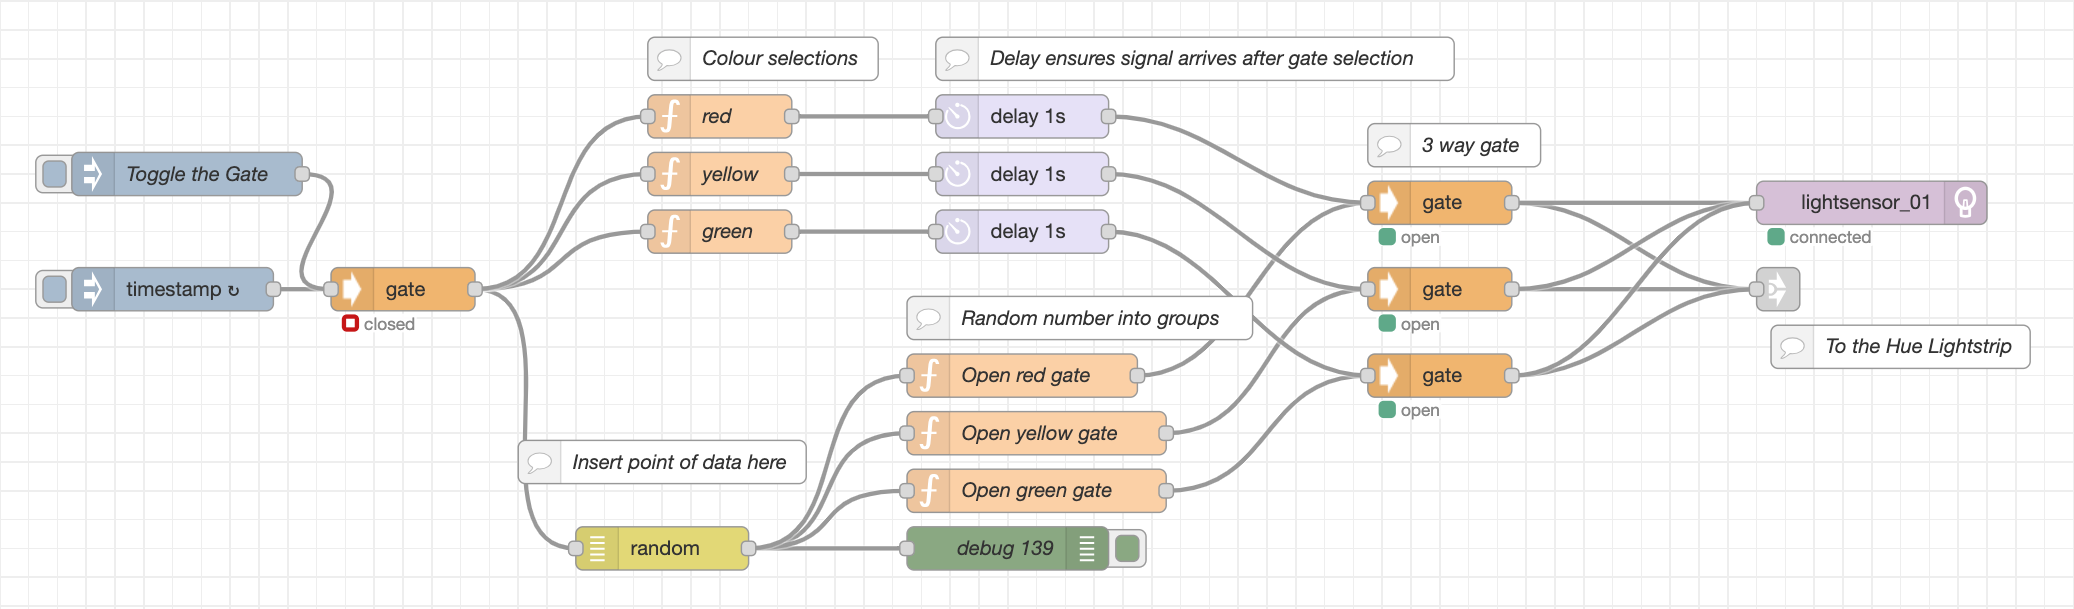 Colour selections
Delay ensures signal arrives after gate selection
red
delay 1s
3 way gate
Toggle the Gate
yellow
delay 1s
gate
open
lightsensor_01
connected
green
delay 1s
timestamp ↻
gate
closed
gate
open
Random number into groups
To the Hue Lightstrip
Open red gate
gate
open
Open yellow gate
Insert point of data here
Open green gate
random
debug 139